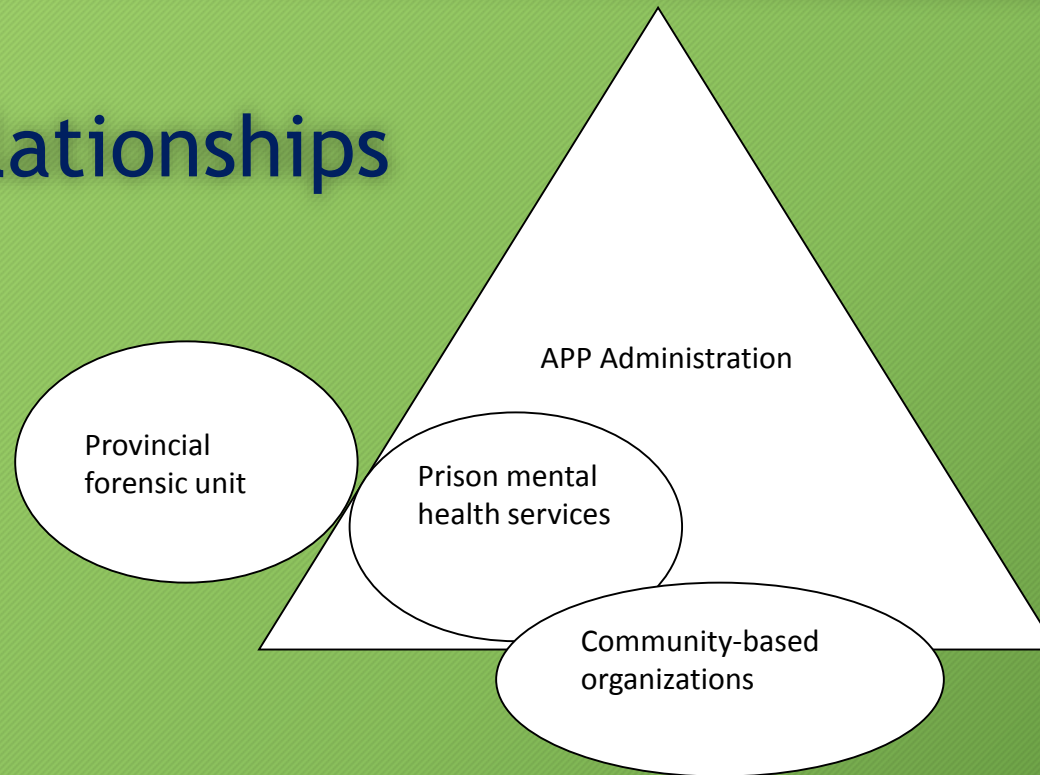 lationships
APP Administration
Provincial
forensic unit
Prison mental
health services
Community-based
organizations